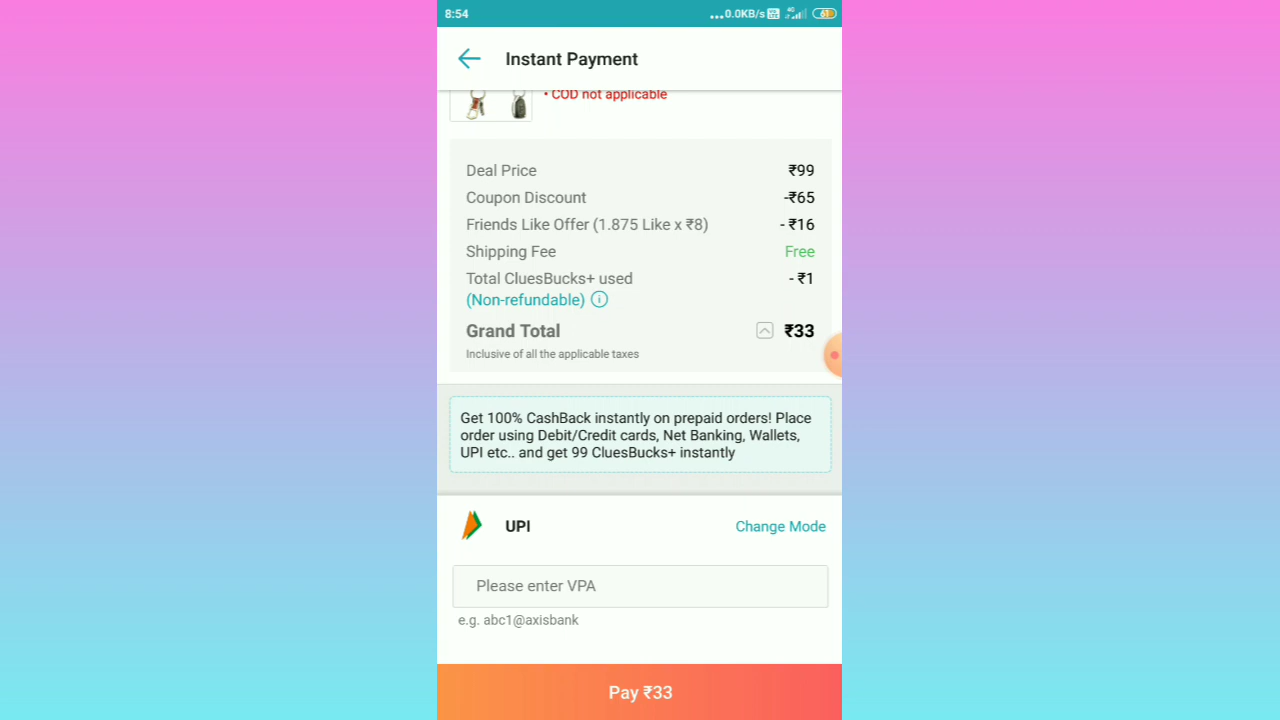 8:54
...0.0KB/s 4G 61
Instant Payment
• COD not applicable
Deal Price ₹99
Coupon Discount -₹65
Friends Like Offer (1.875 Like x ₹8) - ₹16
Shipping Fee Free
Total CluesBucks+ used - ₹1
(Non-refundable) i
Grand Total ₹33
Inclusive of all the applicable taxes
Get 100% CashBack instantly on prepaid orders! Place
order using Debit/Credit cards, Net Banking, Wallets,
UPI etc.. and get 99 CluesBucks+ instantly
UPI Change Mode
Please enter VPA
e.g. abc1@axisbank
Pay ₹33